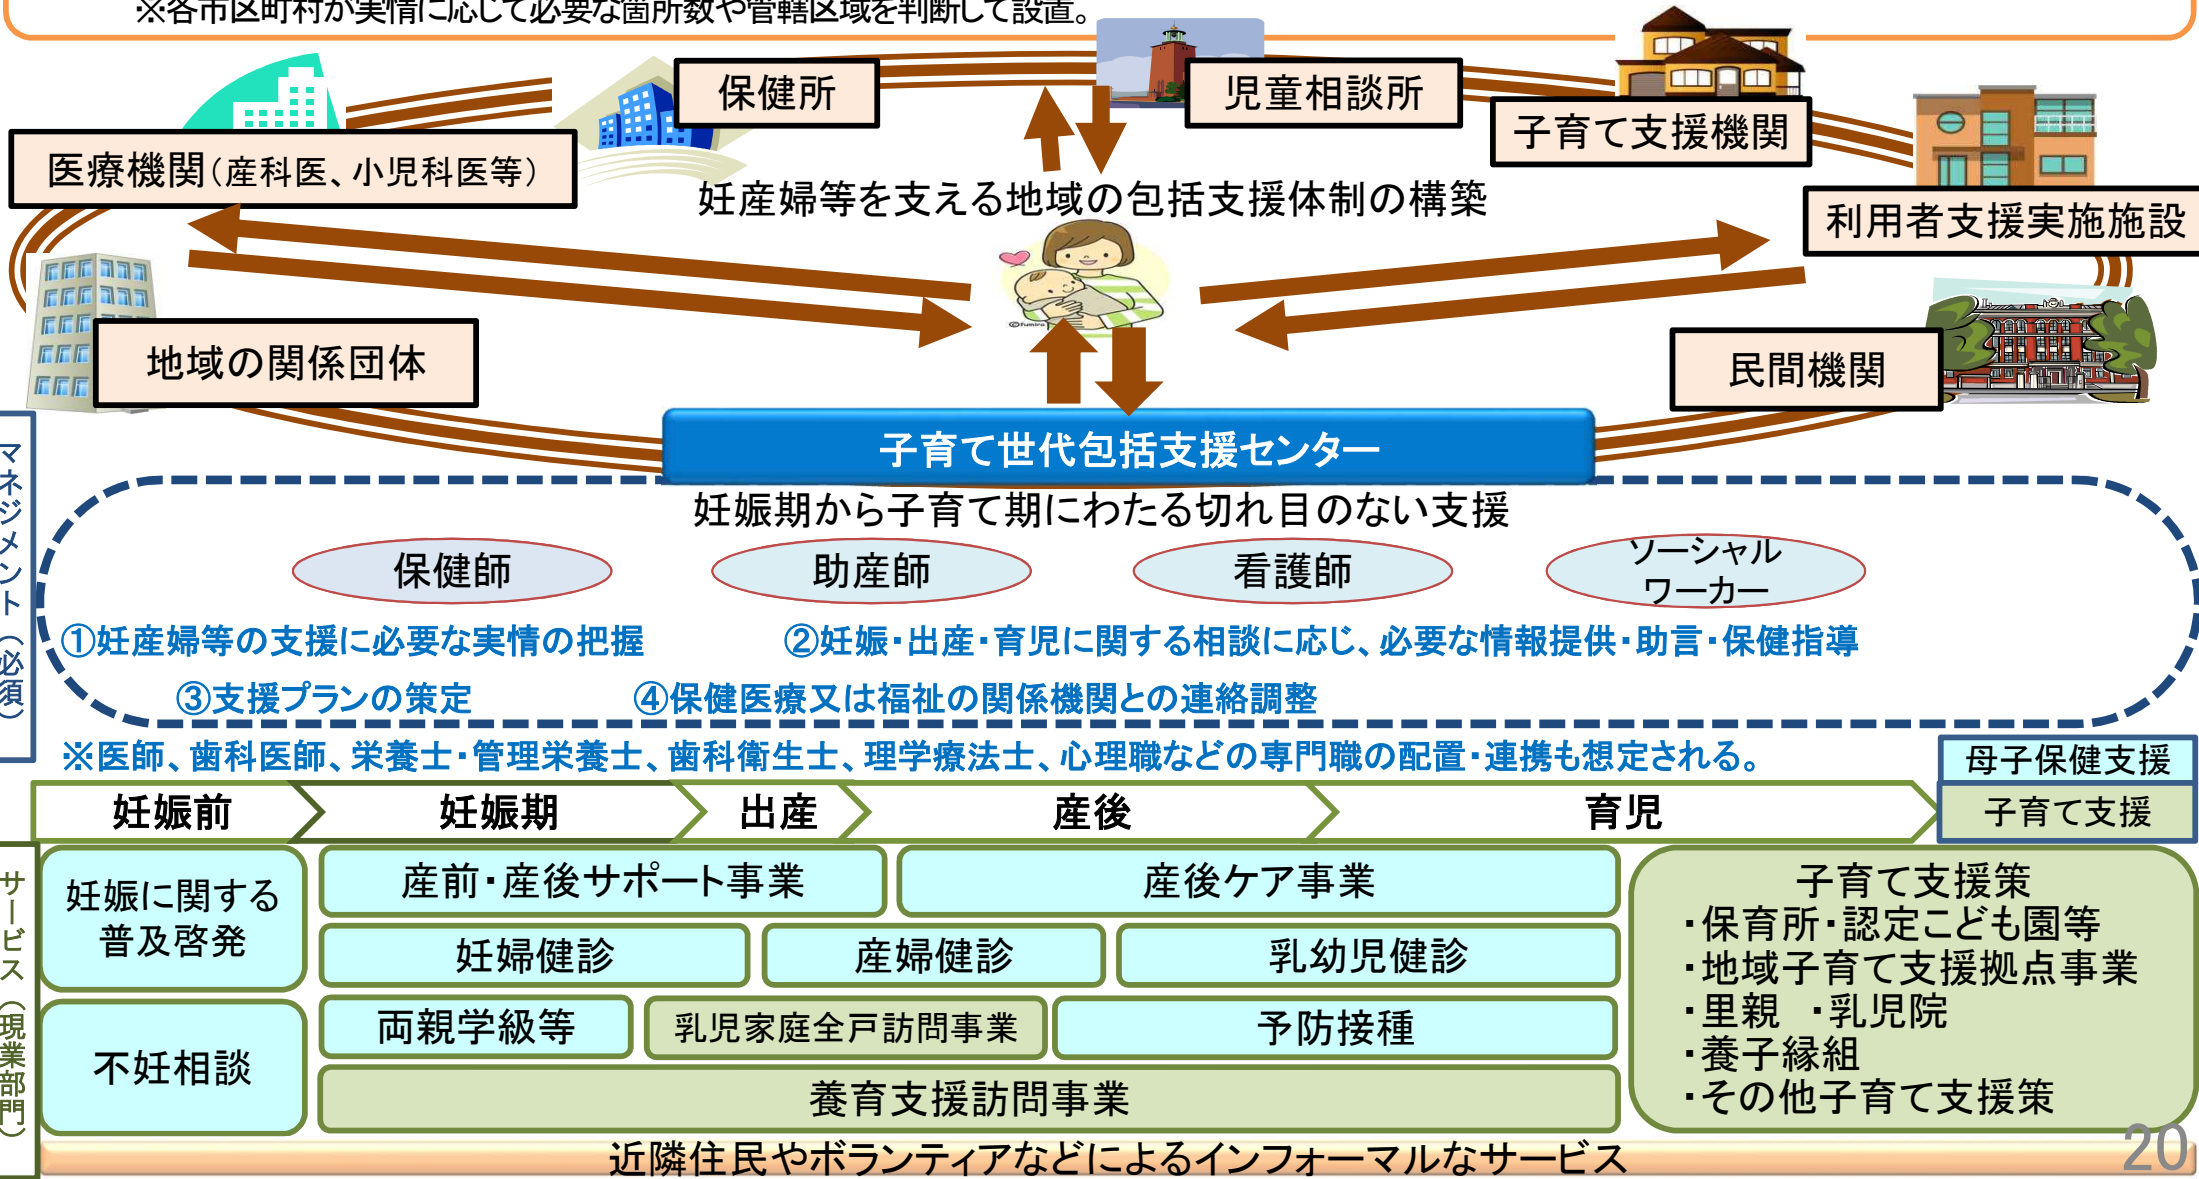 ※各市区町村が実情に応じて必要な箇所数や管轄区域を判断して設置。
保健所
児童相談所
子育て支援機関
医療機関(産科医、小児科医等)
妊産婦等を支える地域の包括支援体制の構築
利用者支援実施施設
©fumira
地域の関係団体
民間機関
子育て世代包括支援センター
マネジメント(必須)
妊娠期から子育て期にわたる切れ目のない支援
保健師
助産師
看護師
ソーシャル
ワーカー
①妊産婦等の支援に必要な実情の把握
②妊娠・出産・育児に関する相談に応じ、必要な情報提供・助言・保健指導
③支援プランの策定
④保健医療又は福祉の関係機関との連絡調整
※医師、歯科医師、栄養士・管理栄養士、歯科衛生士、理学療法士、心理職などの専門職の配置・連携も想定される。
母子保健支援
子育て支援
妊娠前
妊娠期
出産
産後
育児
サービス(現業部門)
妊娠に関する
普及啓発
産前・産後サポート事業
産後ケア事業
妊婦健診
産婦健診
乳幼児健診
不妊相談
両親学級等
乳児家庭全戸訪問事業
予防接種
養育支援訪問事業
子育て支援策
・保育所・認定こども園等
・地域子育て支援拠点事業
・里親 ・乳児院
・養子縁組
・その他子育て支援策
近隣住民やボランティアなどによるインフォーマルなサービス
20